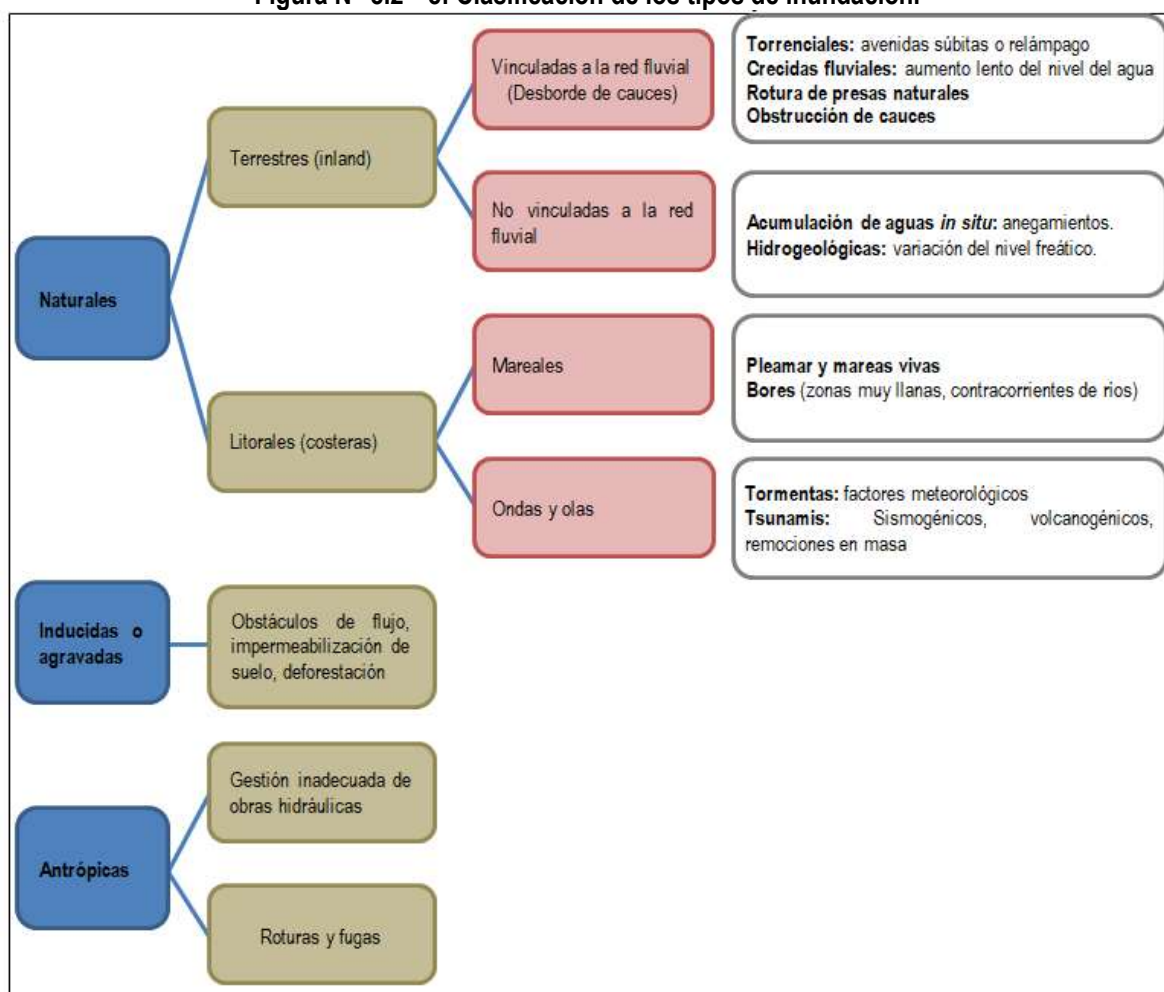 Figura N° 3.2 – 3: Clasificación de los tipos de inundación.
Vinculadas a la red fluvial
(Desborde de cauces)
Torrenciales: avenidas súbitas o relámpago
Crecidas fluviales: aumento lento del nivel del agua
Rotura de presas naturales
Obstrucción de cauces
Terrestres (inland)
No vinculadas a la red
fluvial
Acumulación de aguas in situ: anegamientos.
Hidrogeológicas: variación del nivel freático.
Naturales
Mareales
Pleamar y mareas vivas
Bores (zonas muy llanas, contracorrientes de rios)
Litorales (costeras)
Ondas y olas
Tormentas: factores meteorológicos
Tsunamis: Sismogénicos, volcanogénicos,
remociones en masa
Inducidas o
agravadas
Obstáculos de flujo,
impermeabilización de
suelo, deforestación
Gestión inadecuada de
obras hidráulicas
Antrópicas
Roturas y fugas